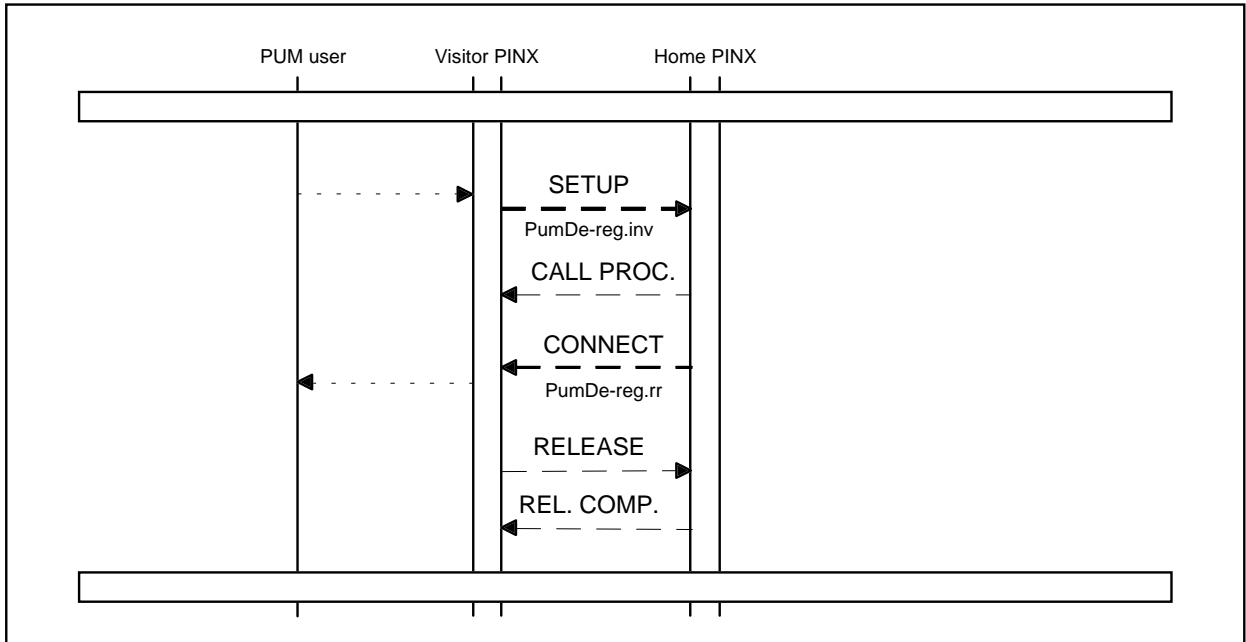 PUM user Visitor PINX Home PINX
SETUP
PumDe-reg.inv
CALL PROC.
CONNECT
PumDe-reg.rr
RELEASE
REL. COMP.